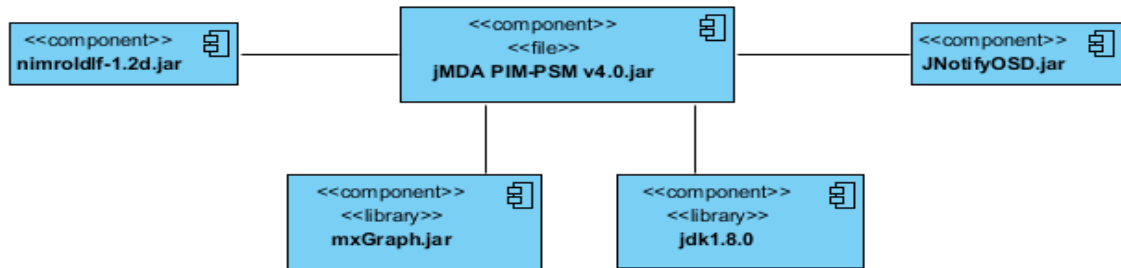 <<component>>
nimroldlf-1.2d.jar
<<component>>
<<file>>
jMDA PIM-PSM v4.0.jar
<<component>>
JNotifyOSD.jar
<<component>>
<<library>>
mxGraph.jar
<<component>>
<<library>>
jdk1.8.0